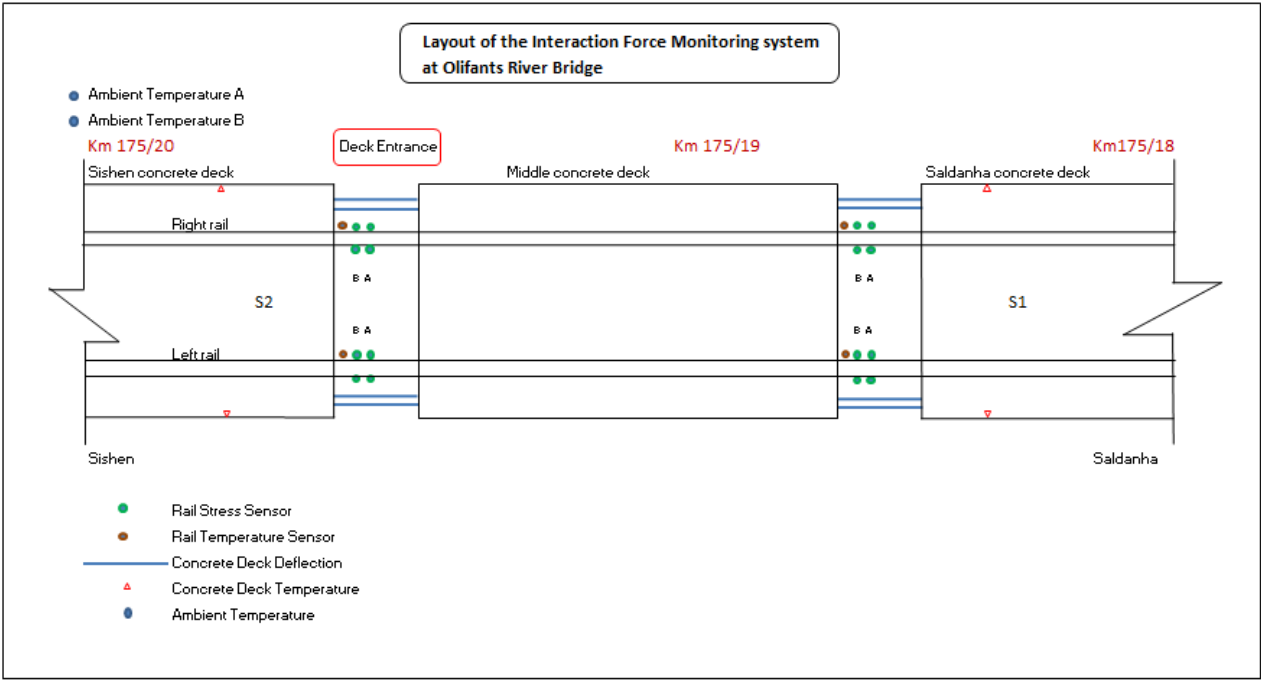 Layout of the Interaction Force Monitoring system
at Olifants River Bridge
Ambient Temperature A
Ambient Temperature B
Km 175/20
Deck Entrance
Km 175/19
Km175/18
Sishen concrete deck
Middle concrete deck
Saldanha concrete deck
Right rail
B A
B A
S2
S1
B A
B A
Left rail
Sishen
Saldanha
Rail Stress Sensor
Rail Temperature Sensor
Concrete Deck Deflection
Concrete Deck Temperature
Ambient Temperature